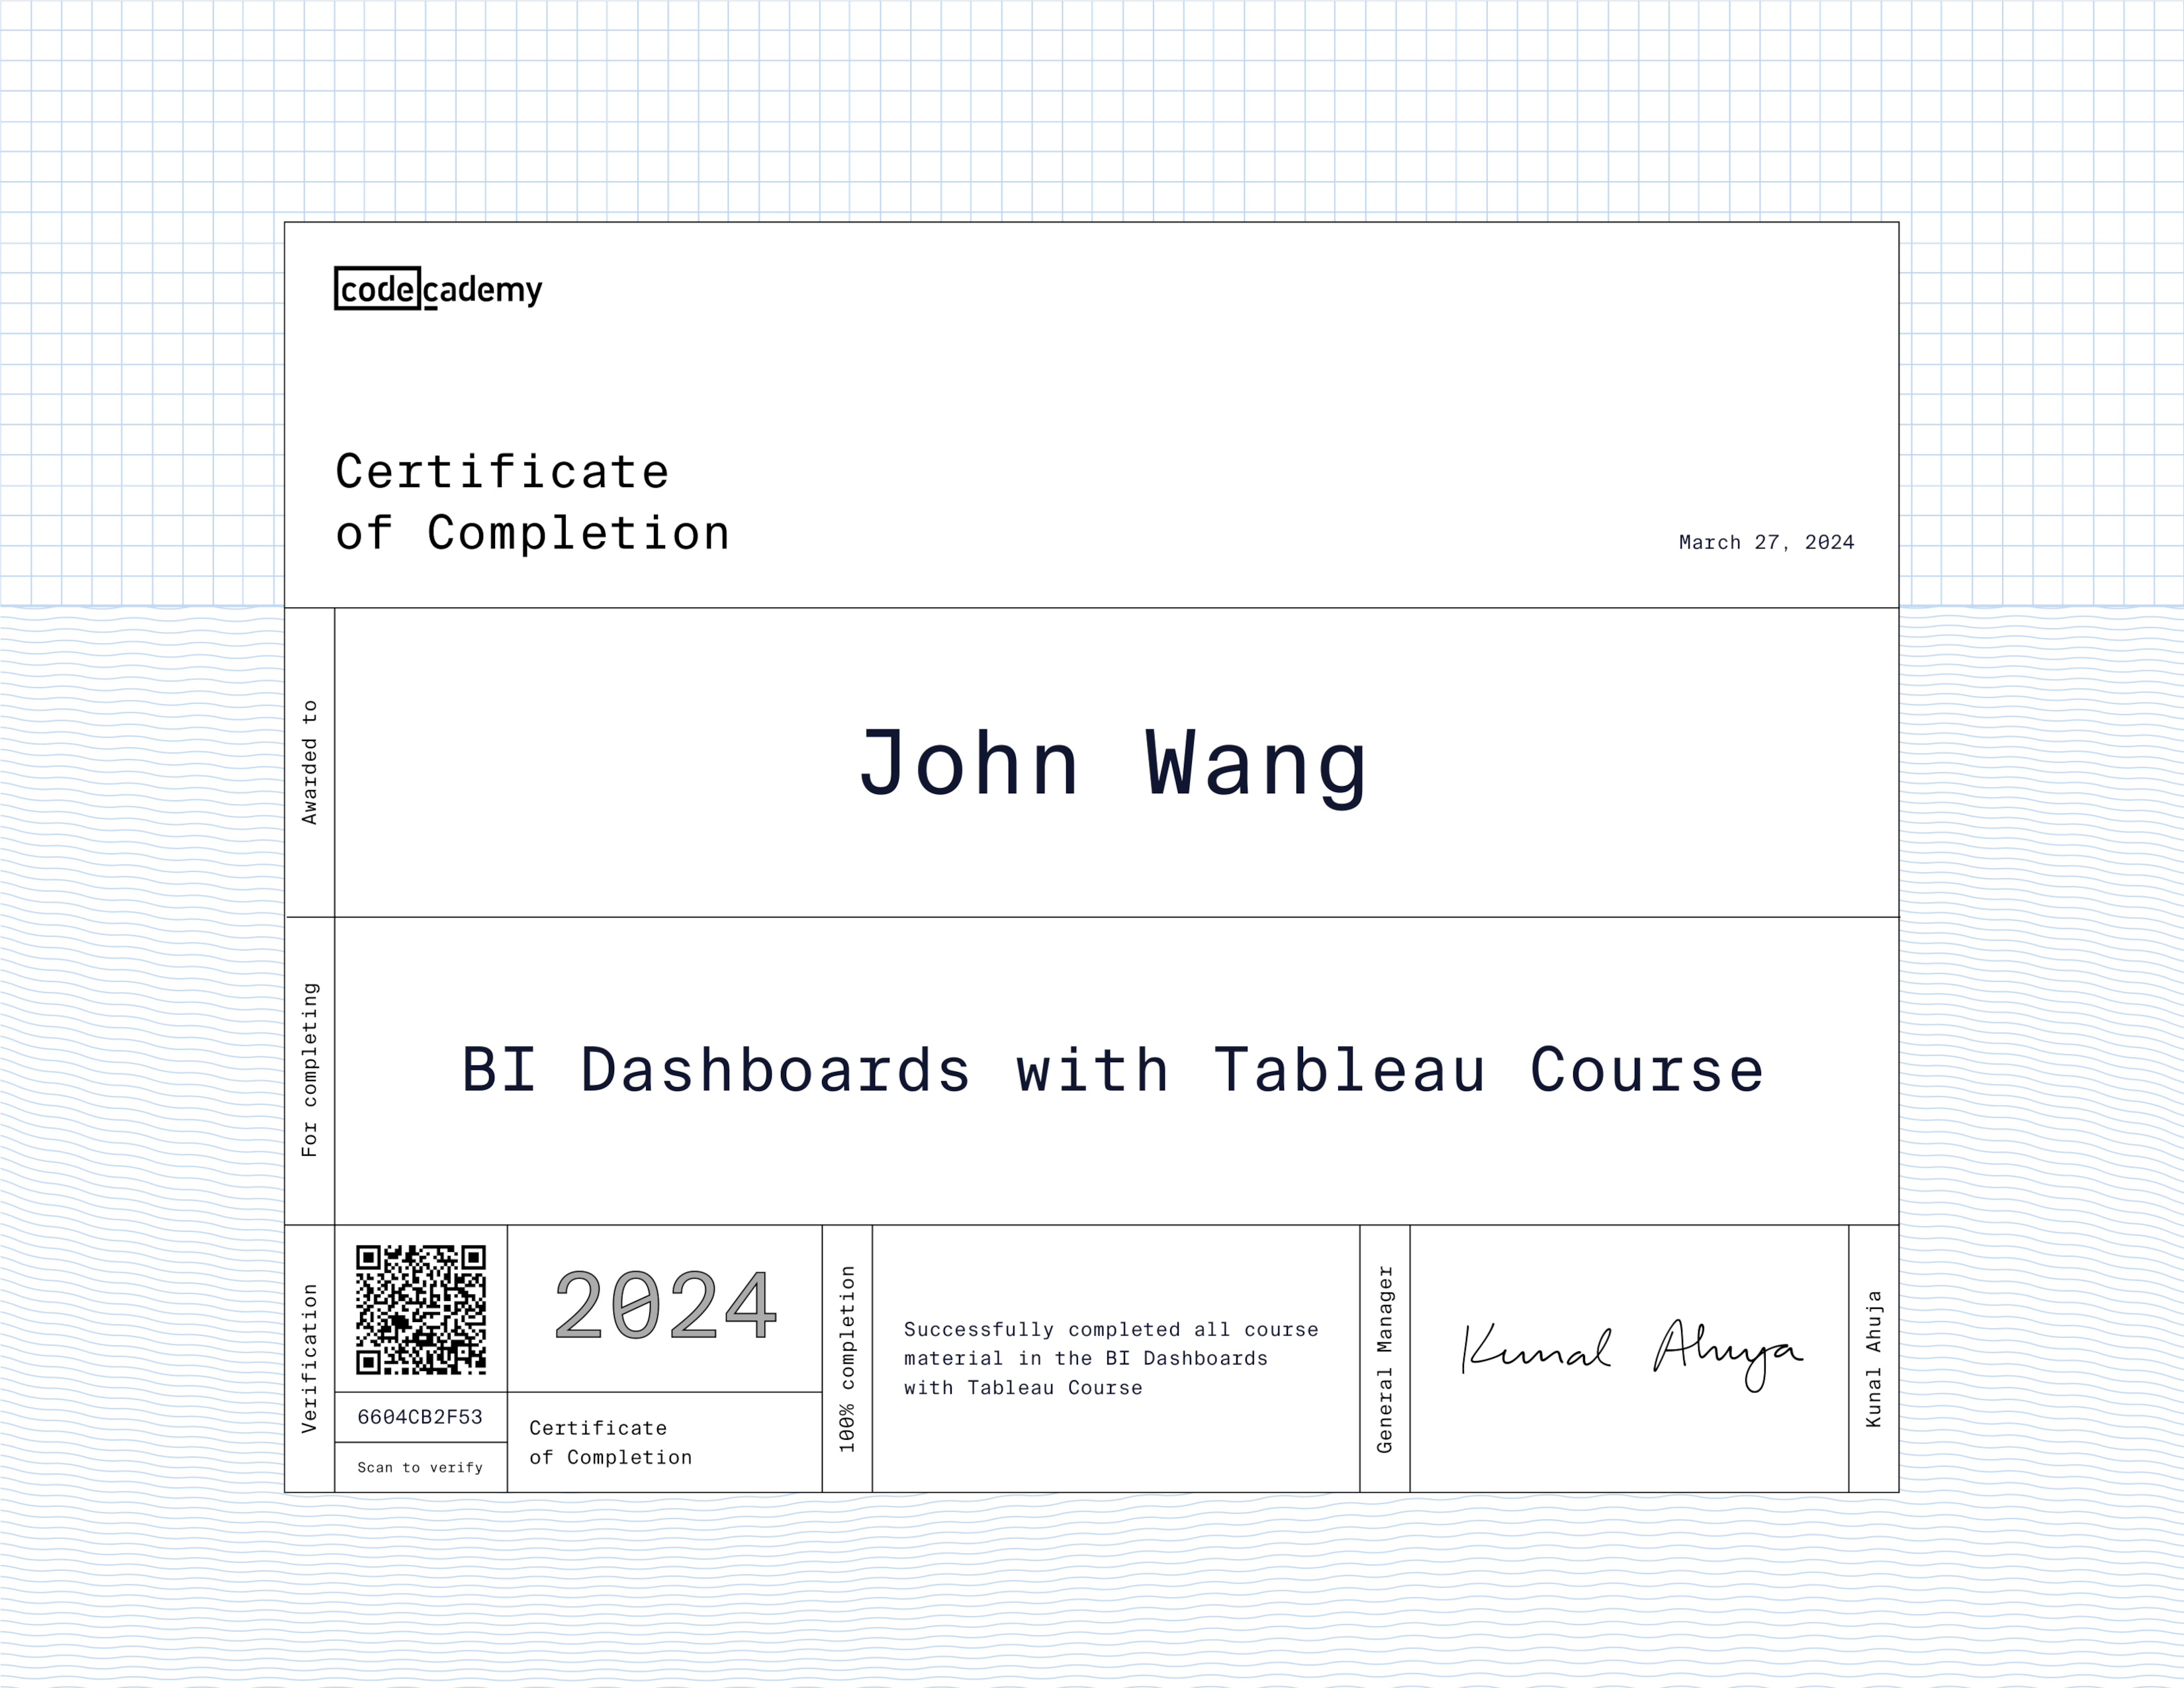 codecademy
Certificate
of Completion
March 27, 2024
Awarded to
John Wang
For completing
BI Dashboards with Tableau Course
Verification
6604CB2F53
Scan to verify
2024
Certificate
of Completion
100% completion
Successfully completed all course
material in the BI Dashboards
with Tableau Course
General Manager
Kunal Ahuja
Kunal Ahuja